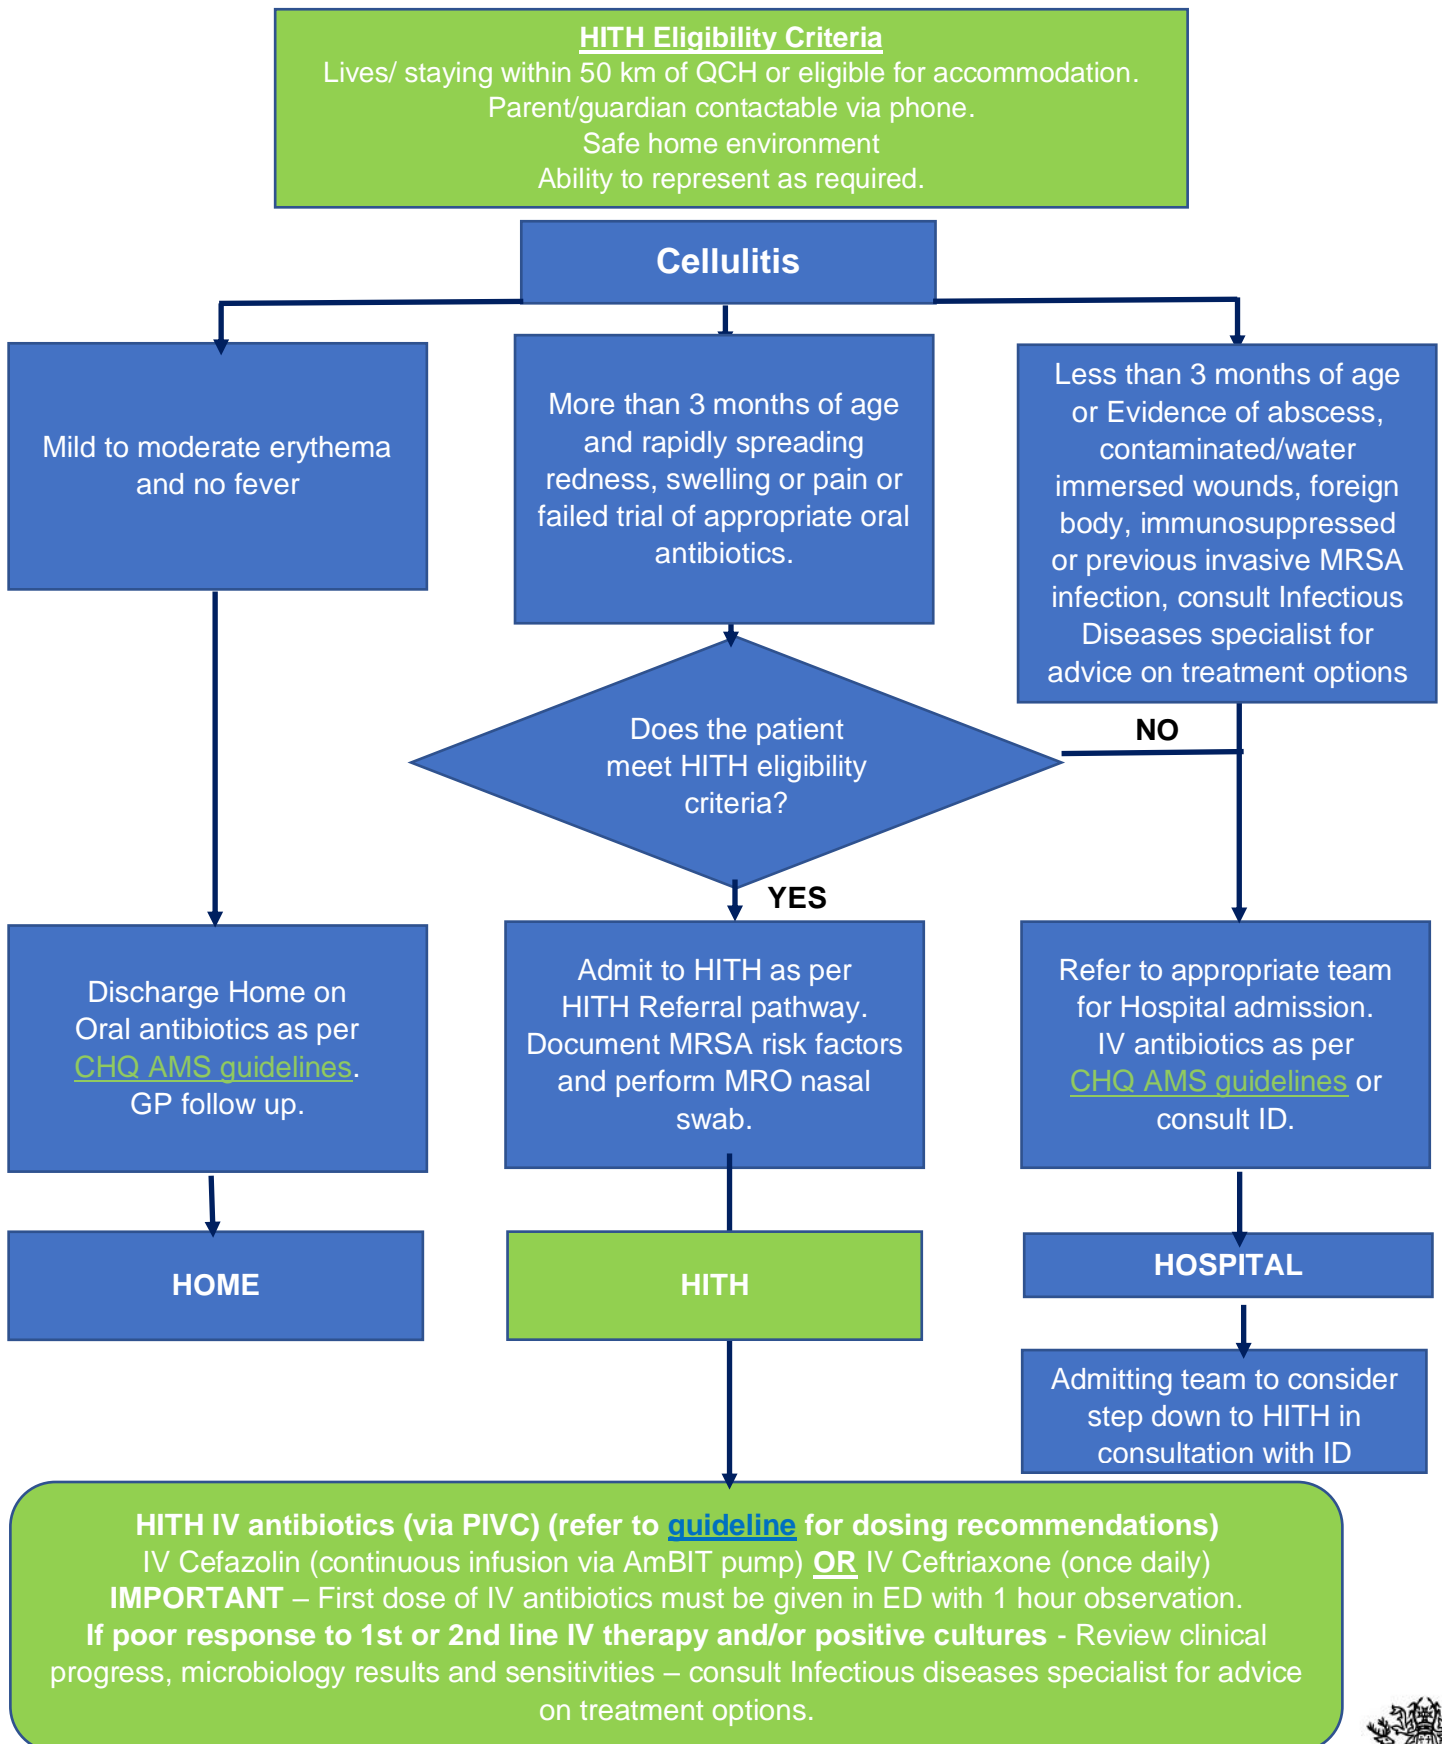 HITH Eligibility Criteria
Lives/ staying within 50 km of QCH or eligible for accommodation.
Parent/guardian contactable via phone.
Safe home environment
Ability to represent as required.
Cellulitis
Mild to moderate erythema
and no fever
More than 3 months of age
and rapidly spreading
redness, swelling or pain or
failed trial of appropriate oral
antibiotics.
Less than 3 months of age
or Evidence of abscess,
contaminated/water
immersed wounds, foreign
body, immunosuppressed
or previous invasive MRSA
infection, consult Infectious
Diseases specialist for
advice on treatment options
Does the patient
meet HITH eligibility
criteria?
NO
YES
Discharge Home on
Oral antibiotics as per
CHQ AMS guidelines.
GP follow up.
Admit to HITH as per
HITH Referral pathway.
Document MRSA risk factors
and perform MRO nasal
swab.
Refer to appropriate team
for Hospital admission.
IV antibiotics as per
CHQ AMS guidelines or
consult ID.
HOME
HITH
HOSPITAL
Admitting team to consider
step down to HITH in
consultation with ID
HITH IV antibiotics (via PIVC) (refer to guideline for dosing recommendations)
IV Cefazolin (continuous infusion via AmBIT pump) OR IV Ceftriaxone (once daily)
IMPORTANT – First dose of IV antibiotics must be given in ED with 1 hour observation.
If poor response to 1st or 2nd line IV therapy and/or positive cultures - Review clinical
progress, microbiology results and sensitivities – consult Infectious diseases specialist for advice
on treatment options.